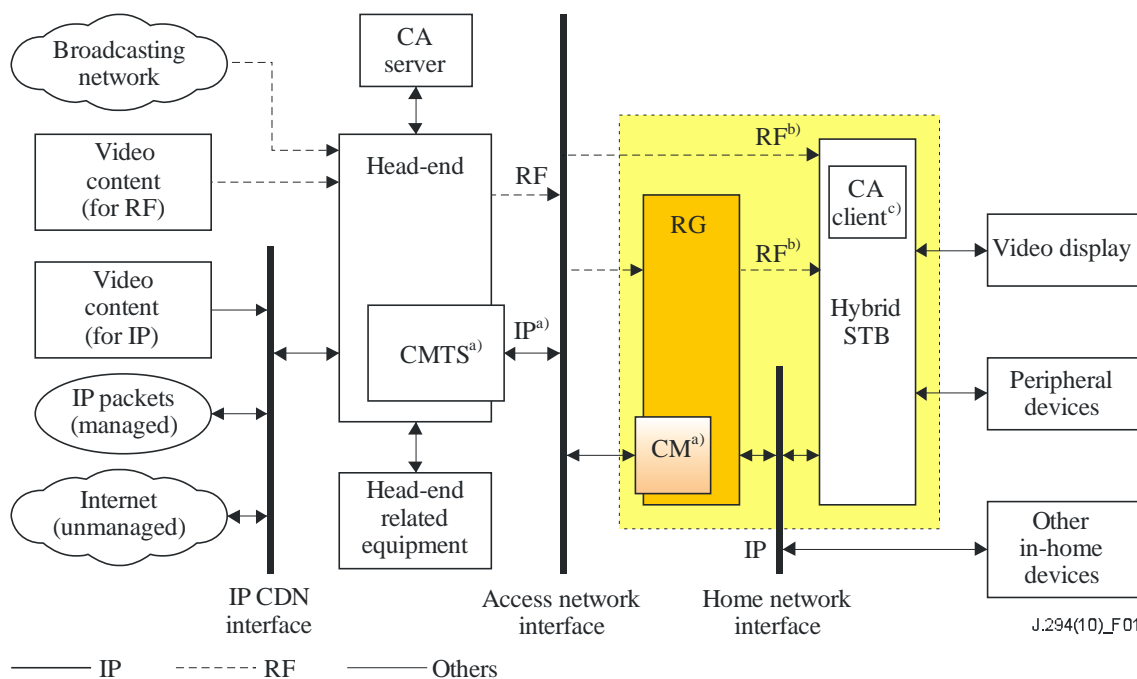 Broadcasting
network
CA
server
Video
content
(for RF)
Head-end
RF
RF b)
CA
client c)
RG
RF b)
Video display
Video
content
(for IP)
CMTS a)
IP a)
Hybrid
STB
IP packets
(managed)
Peripheral
devices
CM a)
Internet
(unmanaged)
Head-end
related
equipment
IP
Other
in-home
devices
IP CDN
interface
Access network
interface
Home network
interface
J.294(10)_F01
IP
RF
Others